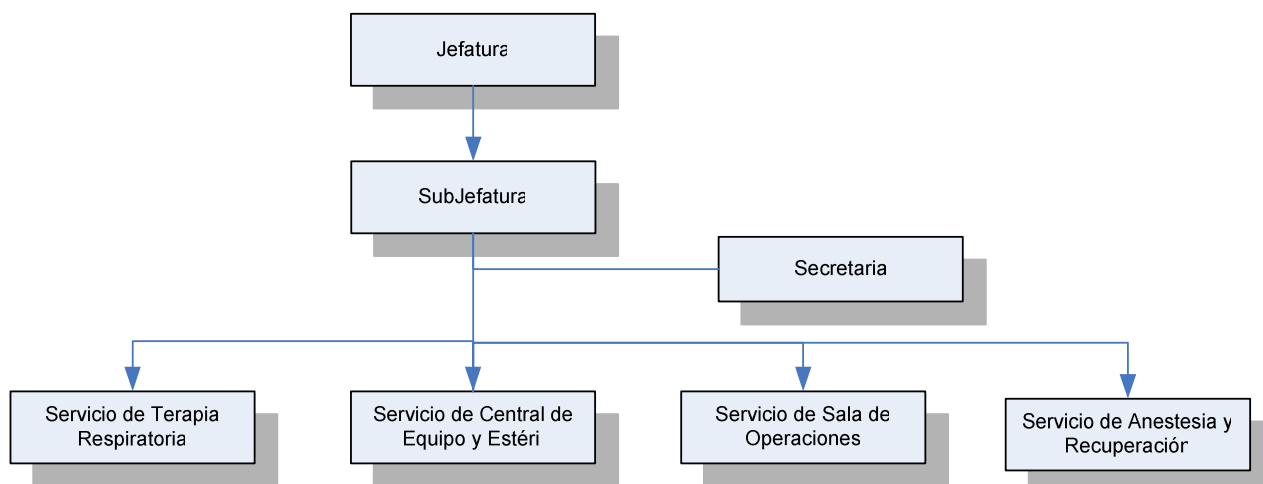 Jefatura
SubJefatura
Secretaria
Servicio de Terapia
Respiratoria
Servicio de Central de
Equipo y Estéri
Servicio de Sala de
Operaciones
Servicio de Anestesia y
Recuperación